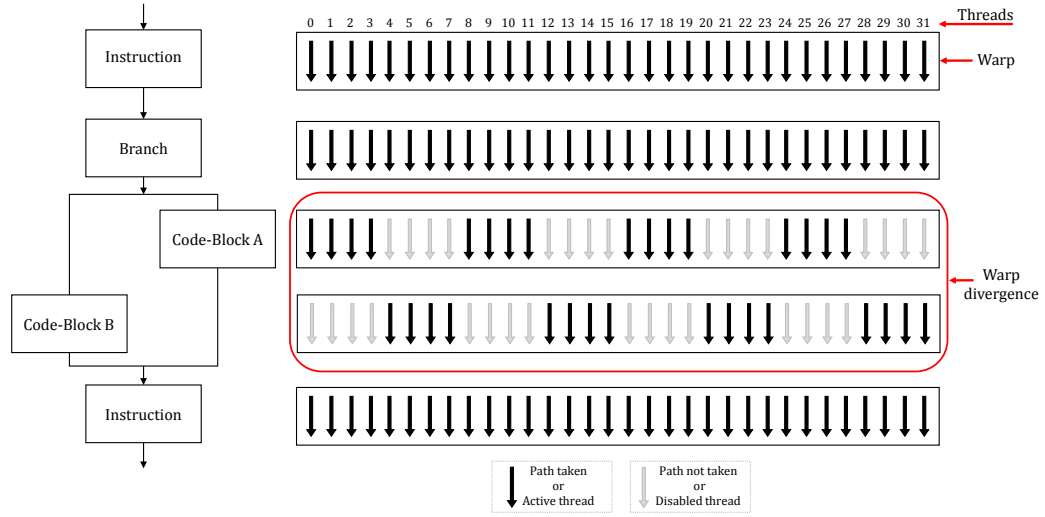 0 1 2 3 4 5 6 7 8 9 10 11 12 13 14 15 16 17 18 19 20 21 22 23 24 25 26 27 28 29 30 31
Threads
Instruction
Warp
Branch
Code-Block A
Warp
divergence
Code-Block B
Instruction
Path taken
or
Active thread
Path not taken
or
Disabled thread